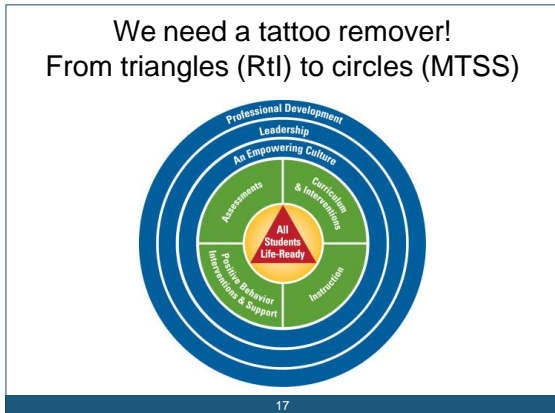 We need a tattoo remover!
From triangles (RtI) to circles (MTSS)
Professional Development
Leadership
An Empowering Culture
Assessments
Curriculum
& Interventions
All
Students
Life-Ready
Positive Behavior
Interventions & Support
Instruction
17